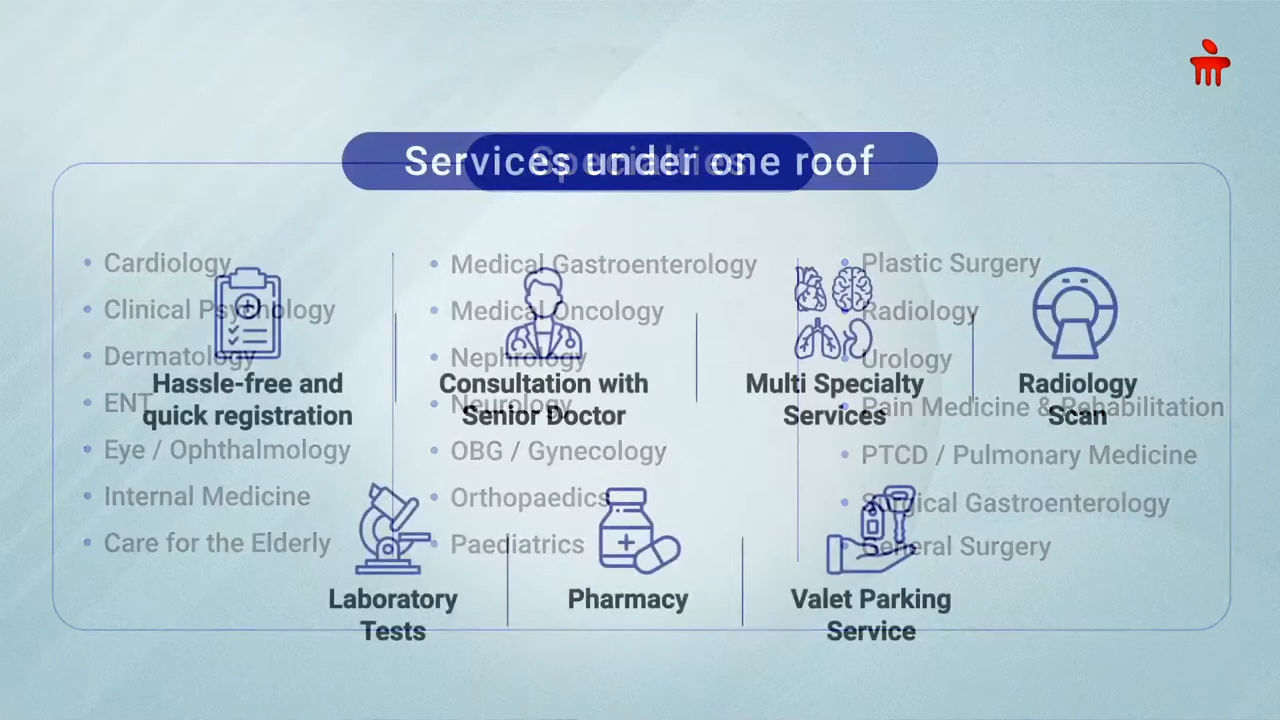 Services under one roof
Specialties
Cardiology
Clinical Psychology
Dermatology
ENT
Eye / Ophthalmology
Internal Medicine
Care for the Elderly
Medical Gastroenterology
Medical Oncology
Nephrology
Neurology
OBG / Gynecology
Orthopaedics
Paediatrics
Plastic Surgery
Radiology
Urology
Pain Medicine & Rehabilitation
PTCD / Pulmonary Medicine
Surgical Gastroenterology
General Surgery
Hassle-free and
quick registration
Consultation with
Senior Doctor
Multi Specialty
Services
Radiology
Scan
Laboratory
Tests
Pharmacy
Valet Parking
Service